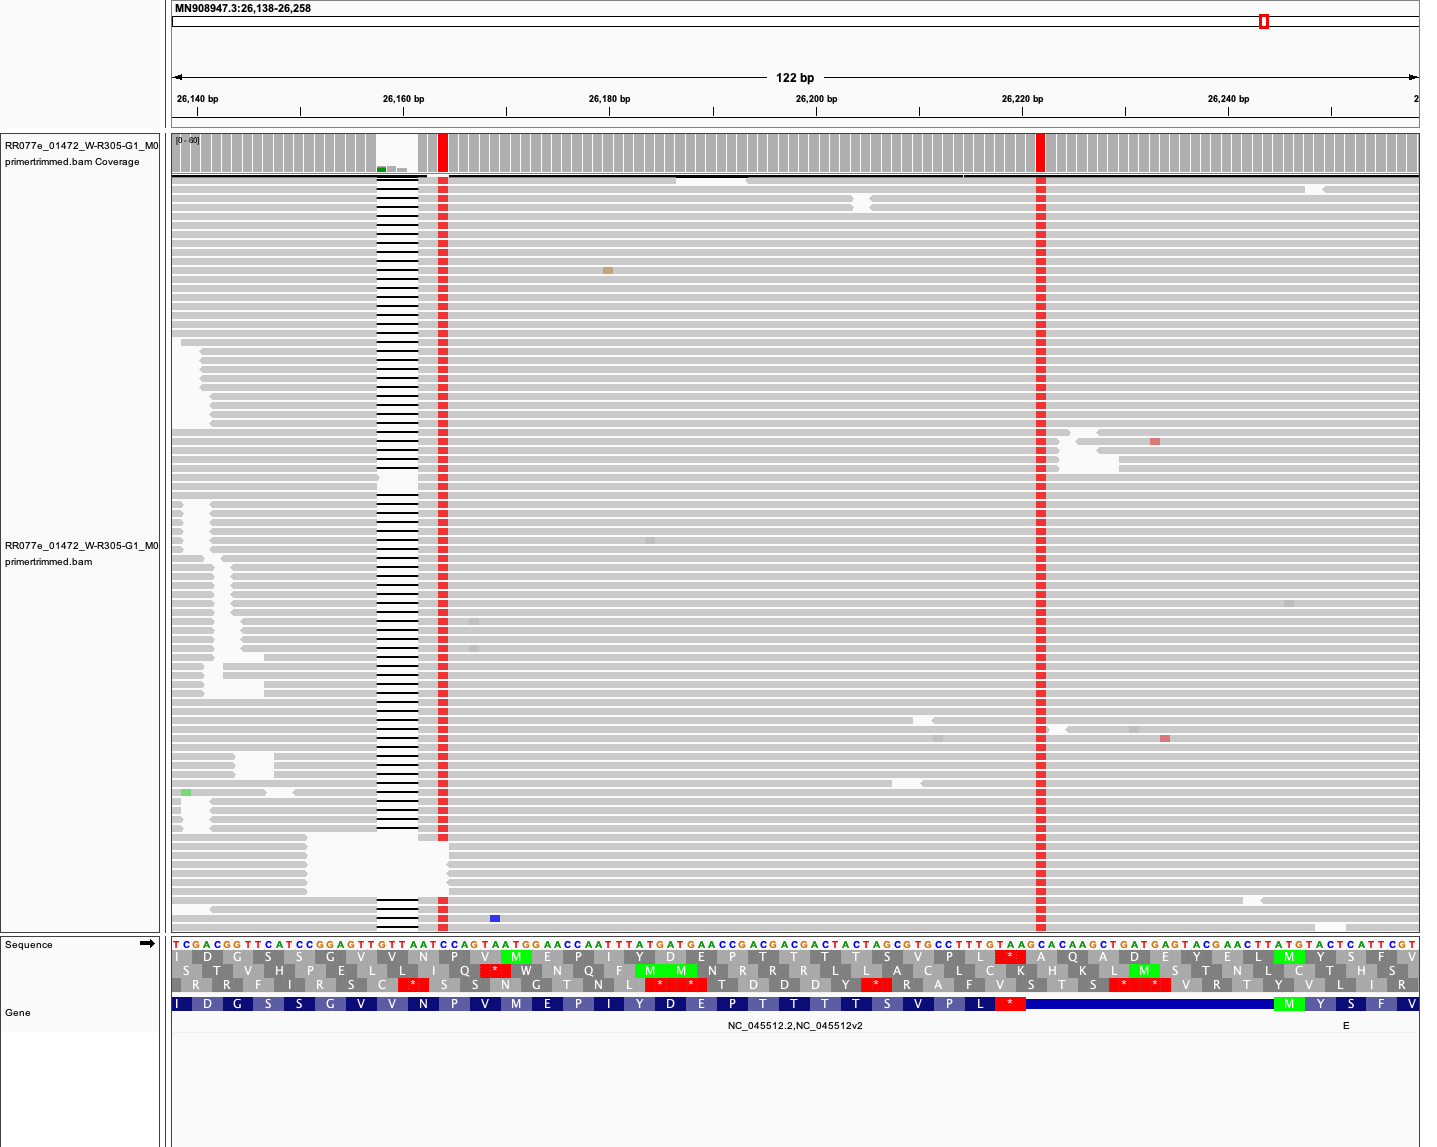 MN908947.3:26,138-26,258
122 bp
26,140 bp 26,160 bp 26,180 bp 26,200 bp 26,220 bp 26,240 bp 2
RR077e_01472_W-R305-G1_M0
primertrimmed.bam Coverage
[0 - 60]
RR077e_01472_W-R305-G1_M0
primertrimmed.bam
Sequence
TCGACGGTTCATCCGGAGTTGTTAATCCAGTAATGGAACCAATTTATGATGAACCGACGACGACTACTAGCGTGCCTTTGTAAGCACAAGCTGATGAGTACGAACTTATGTACTCATTCGT
I D G S S G V V N P V M E P I Y D E P T T T T S V P L * A Q A D E Y E L M Y S F V
S T V H P E L L I Q * W N Q F M M N R R R L L A C L C K H K L M S T N L C T H S
R R F I R S C * S S N G T N L * * T D D D Y * R A F V S T S * * V R T Y V L I R
Gene
I D G S S G V V N P V M E P I Y D E P T T T T S V P L * M Y S F V
NC_045512.2,NC_045512v2 E